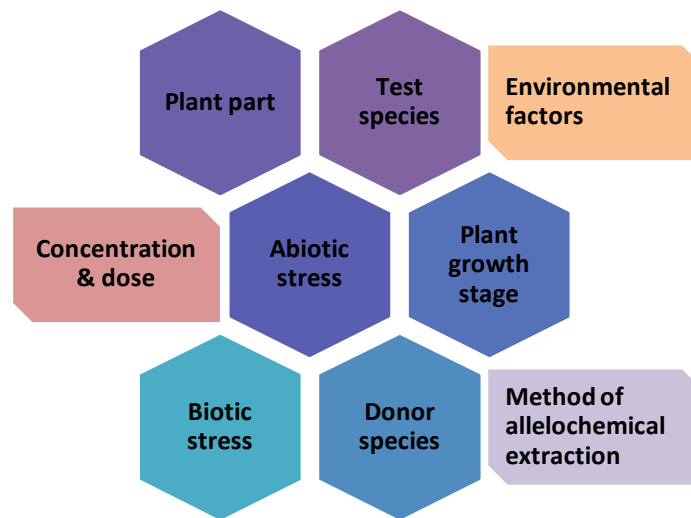 Plant part
Test
species
Environmental
factors
Concentration
& dose
Abiotic
stress
Plant
growth
stage
Biotic
stress
Donor
species
Method of
allelochemical
extraction